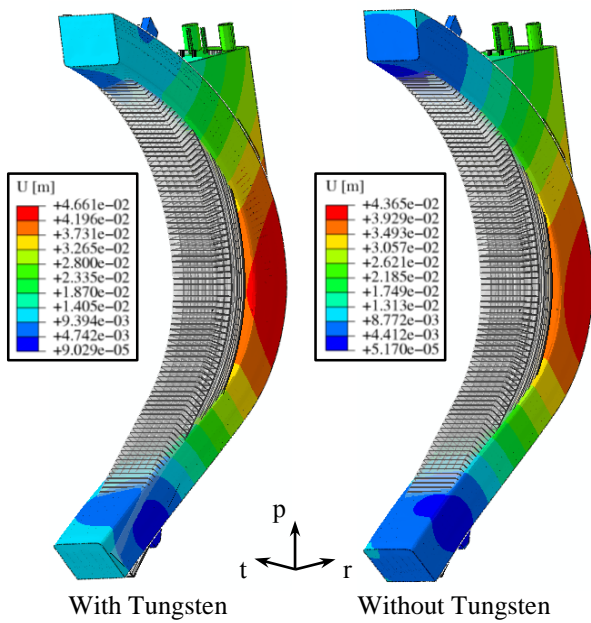 U [m]
+4.661e−02
+4.196e−02
+3.731e−02
+3.265e−02
+2.800e−02
+2.335e−02
+1.870e−02
+1.405e−02
+9.394e−03
+4.742e−03
+9.029e−05
U [m]
+4.365e−02
+3.929e−02
+3.493e−02
+3.057e−02
+2.621e−02
+2.185e−02
+1.749e−02
+1.313e−02
+8.772e−03
+4.412e−03
+5.170e−05
p
t
r
With Tungsten
Without Tungsten